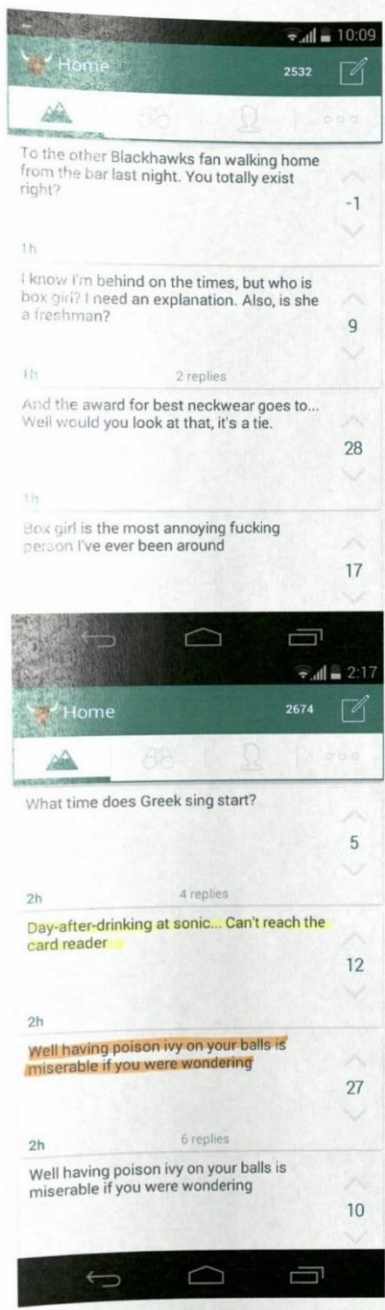 10:09
Home
2532
To the other Blackhawks fan walking home
from the bar last night. You totally exist
right?
-1
1h
I know I'm behind on the times, but who is
box girl? I need an explanation. Also, is she
a freshman?
9
1h
2 replies
And the award for best neckwear goes to...
Well would you look at that, it's a tie.
28
1h
Box girl is the most annoying fucking
person I've ever been around
17
2:17
Home
2674
What time does Greek sing start?
5
2h
4 replies
Day-after-drinking at sonic... Can't reach the
card reader
12
2h
Well having poison ivy on your balls is
miserable if you were wondering
27
2h
6 replies
Well having poison ivy on your balls is
miserable if you were wondering
10